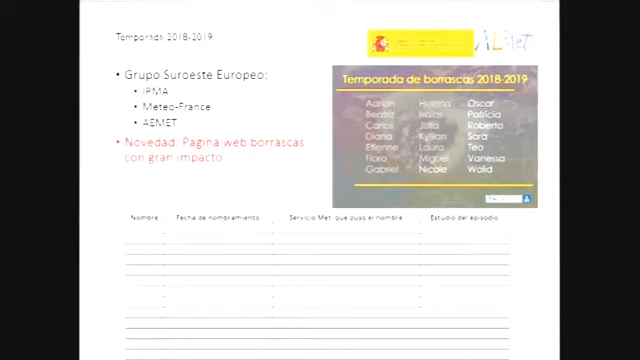 Temporada 2018-2019
AEMet
• Grupo Suroeste Europeo:
• IPMA
• Meteo-France
• AEMET
• Novedad: Pagina web borrascas
con gran impacto
Temporada de borrascas 2018-2019
Adrian Helena Oscar
Beatriz Isaias Patricia
Carlos Julia Roberto
Diana Kyllian Sara
Etienne Laura Teo
Flora Miguel Vanessa
Gabriel Nicole Walid
Nombre Fecha de nombramiento Servicio Met. que puso el nombre Estudio del episodio